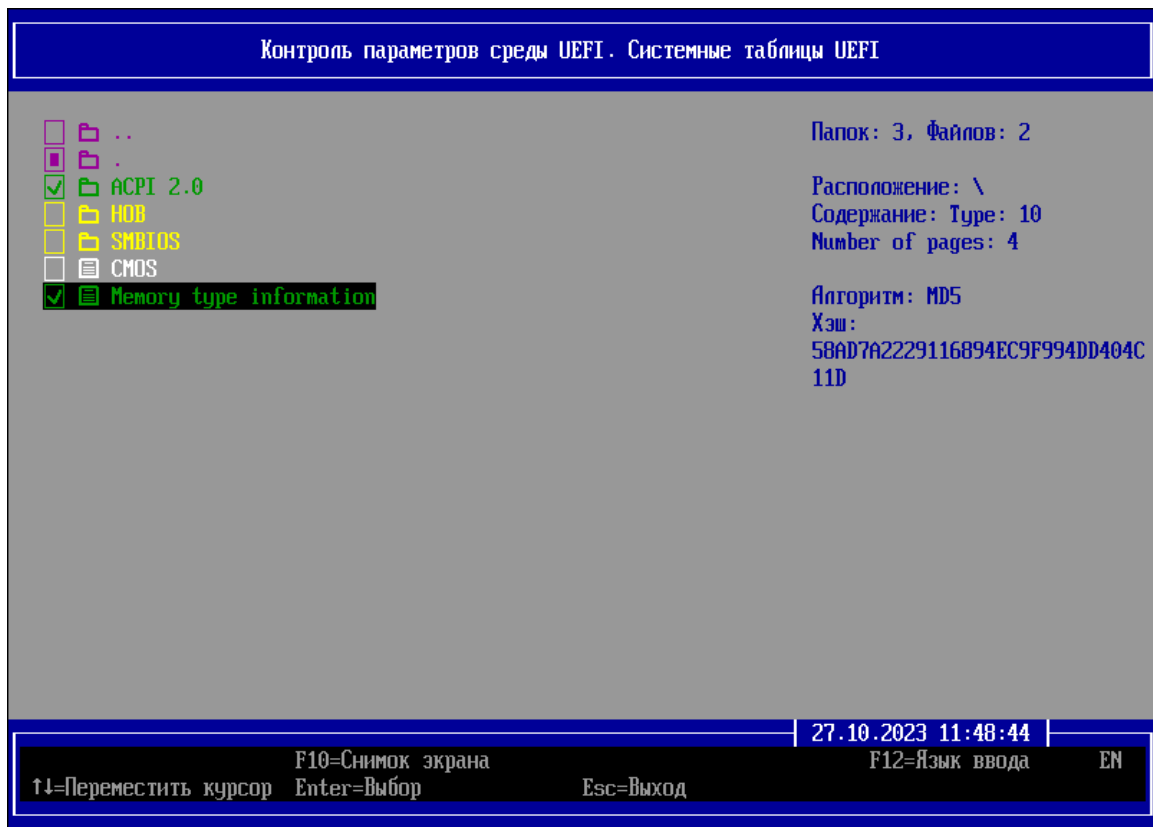 Контроль параметров среды UEFI. Системные таблицы UEFI
..
.
ACPI 2.0
HOB
SMBIOS
CMOS
Memory type information
Папок: 3, Файлов: 2
Расположение: \
Содержание: Type: 10
Number of pages: 4
Алгоритм: MD5
Хэш:
58AD7A2229116894EC9F994DD404C
11D
27.10.2023 11:48:44
F10=Снимок экрана F12=Язык ввода EN
↑↓=Переместить курсор Enter=Выбор Esc=Выход